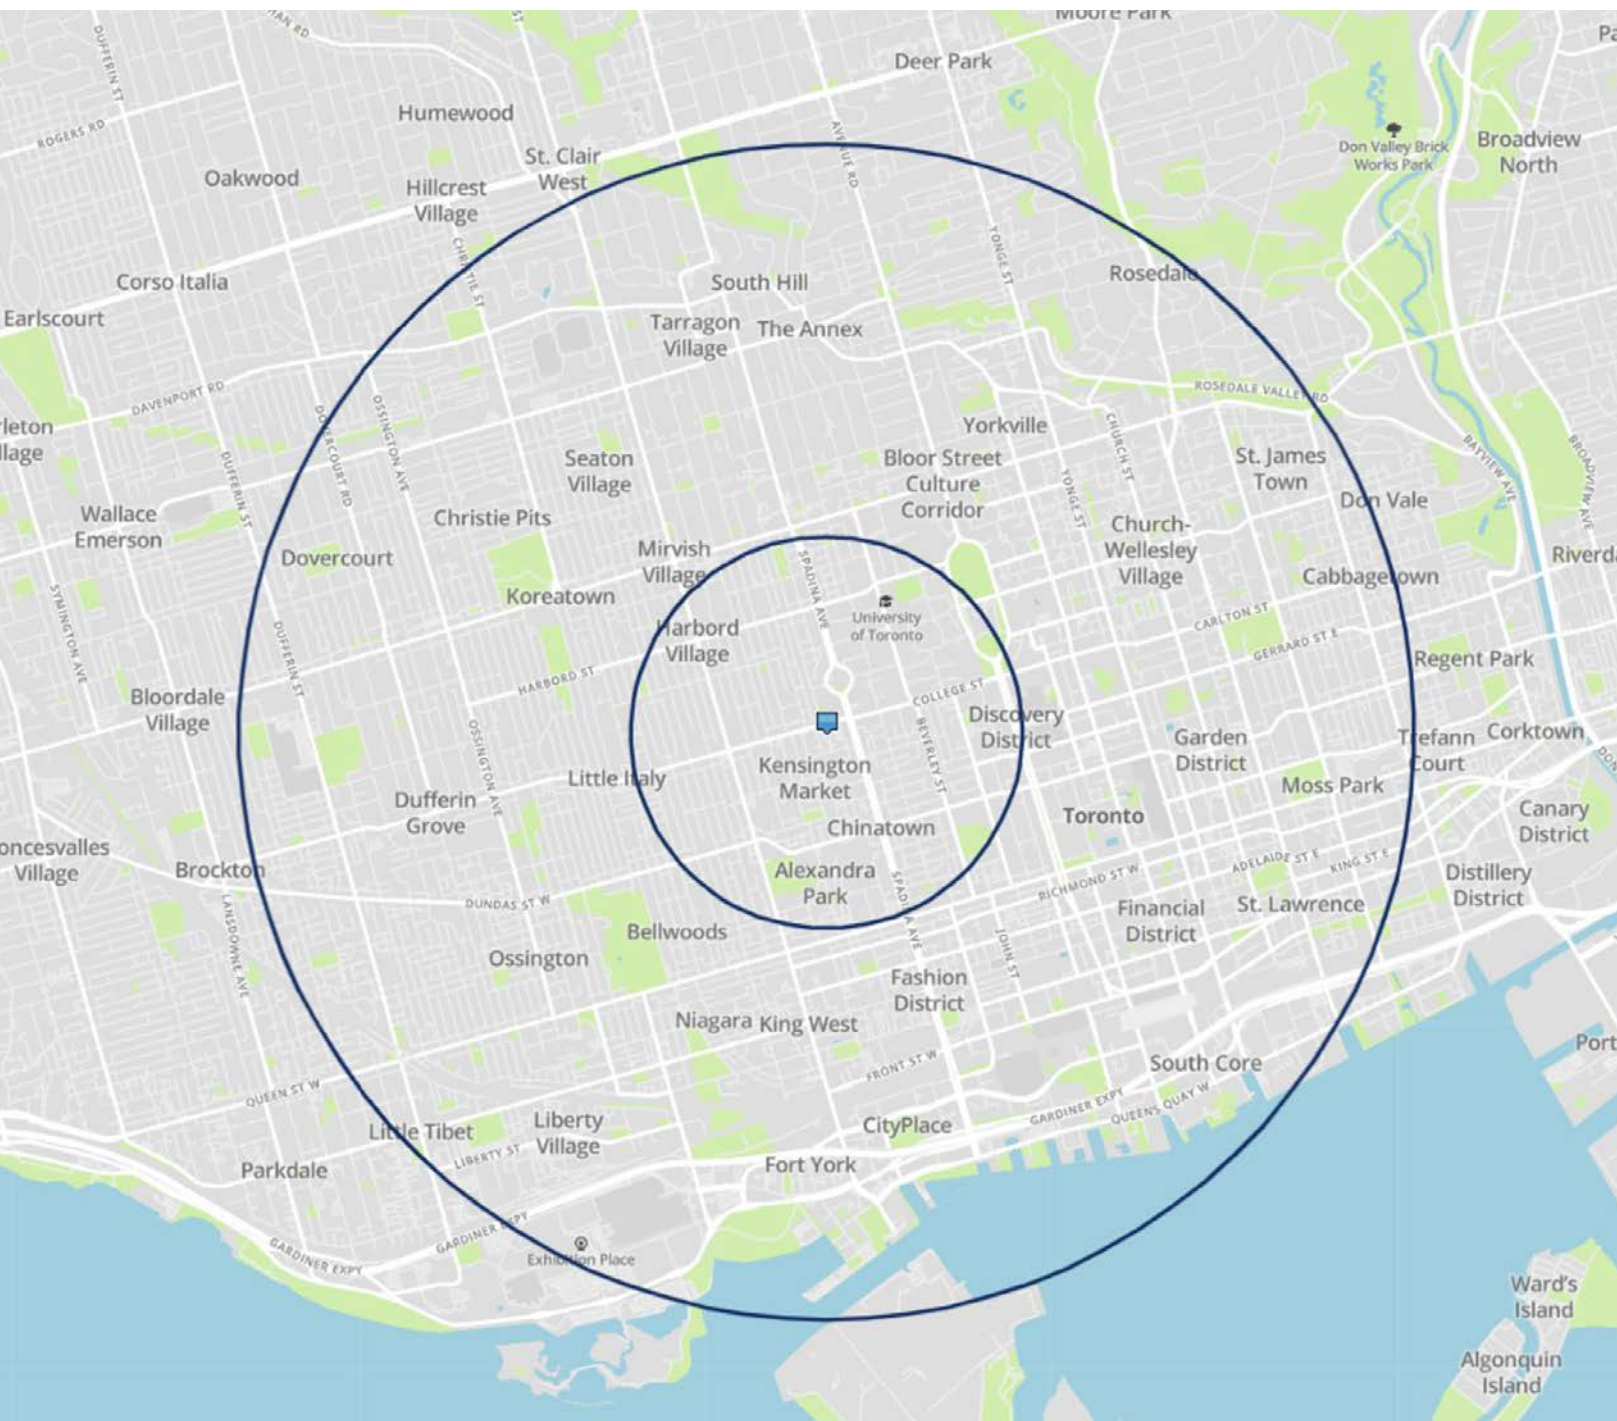 Moore Park
DUFFERIN ST
Deer Park
Humewood
ROGERS RD
AVENUE RD
Don Valley Brick
Works Park
Broadview
North
St. Clair
West
Oakwood
Hillcrest
Village
CHRISTIE ST
YONGE ST
Corso Italia
South Hill
Rosedale
Earlscourt
Tarragon
Village
The Annex
DAVENPORT RD
DOVERCOURT RD
OSSINGTON AVE
ROSEDALE VALLEY RD
rleton
llage
Yorkville
CHURCH ST
BAYVIEW AVE
BROADVIEW AVE
DUFFERIN ST
Seaton
Village
Bloor Street
Culture
Corridor
YONGE ST
St. James
Town
Don Vale
Wallace
Emerson
Christie Pits
Church-
Wellesley
Village
Dovercourt
Mirvish
Village
SPADINA AVE
Riverda
Cabbagetown
SYMINGTON AVE
Koreatown
University
of Toronto
CARLTON ST
DUFFERIN ST
Harbord
Village
GERRARD ST E
Regent Park
HARBORD ST
Bloordale
Village
COLLEGE ST
Discovery
District
BEVERLEY ST
OSSINGTON AVE
Garden
District
Trefann
Court
Corktown
DON
Kensington
Market
Little Italy
Moss Park
Dufferin
Grove
Toronto
Canary
District
Chinatown
oncesvalles
Village
Brockton
Alexandra
Park
SPADINA AVE
RICHMOND ST W
ADELAIDE ST E
KING ST E
Distillery
District
LANSDOWNE AVE
DUNDAS ST W
Financial
District
St. Lawrence
Bellwoods
JOHN ST
Ossington
Fashion
District
Niagara
King West
Port
FRONT ST W
South Core
QUEEN ST W
GARDINER EXPY
QUEENS QUAY W
Little Tibet
Liberty
Village
CityPlace
LIBERTY ST
Parkdale
Fort York
GARDINER EXPY
GARDINER EXPY
Exhibition Place
Ward's
Island
Algonquin
Island